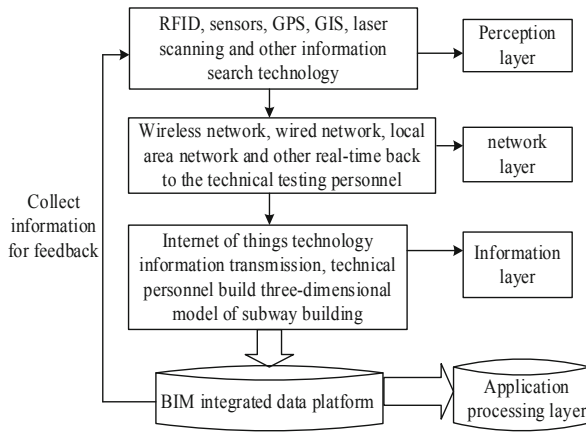 RFID, sensors, GPS, GIS, laser
scanning and other information
search technology
Perception
layer
Wireless network, wired network, local
area network and other real-time back
to the technical testing personnel
network
layer
Collect
information
for feedback
Internet of things technology
information transmission, technical
personnel build three-dimensional
model of subway building
Information
layer
BIM integrated data platform
Application
processing layer